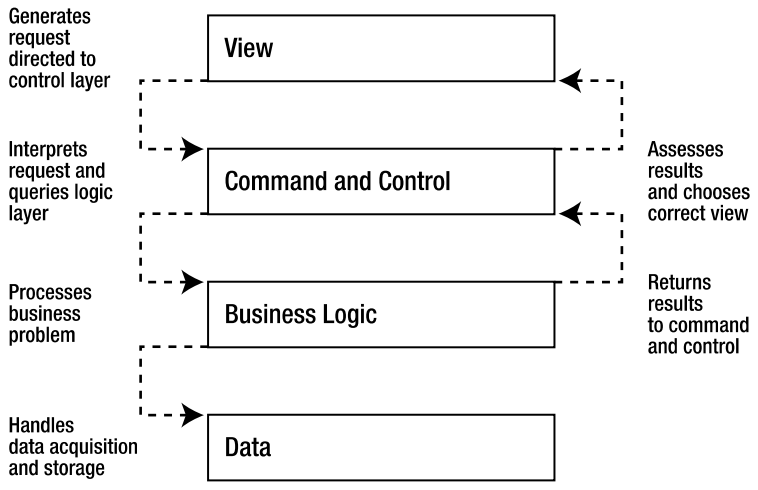 Generates
request
directed to
control layer
View
Interprets
request and
queries logic
layer
Command and Control
Assesses
results
and chooses
correct view
Processes
business
problem
Business Logic
Returns
results
to command
and control
Handles
data acquisition
and storage
Data